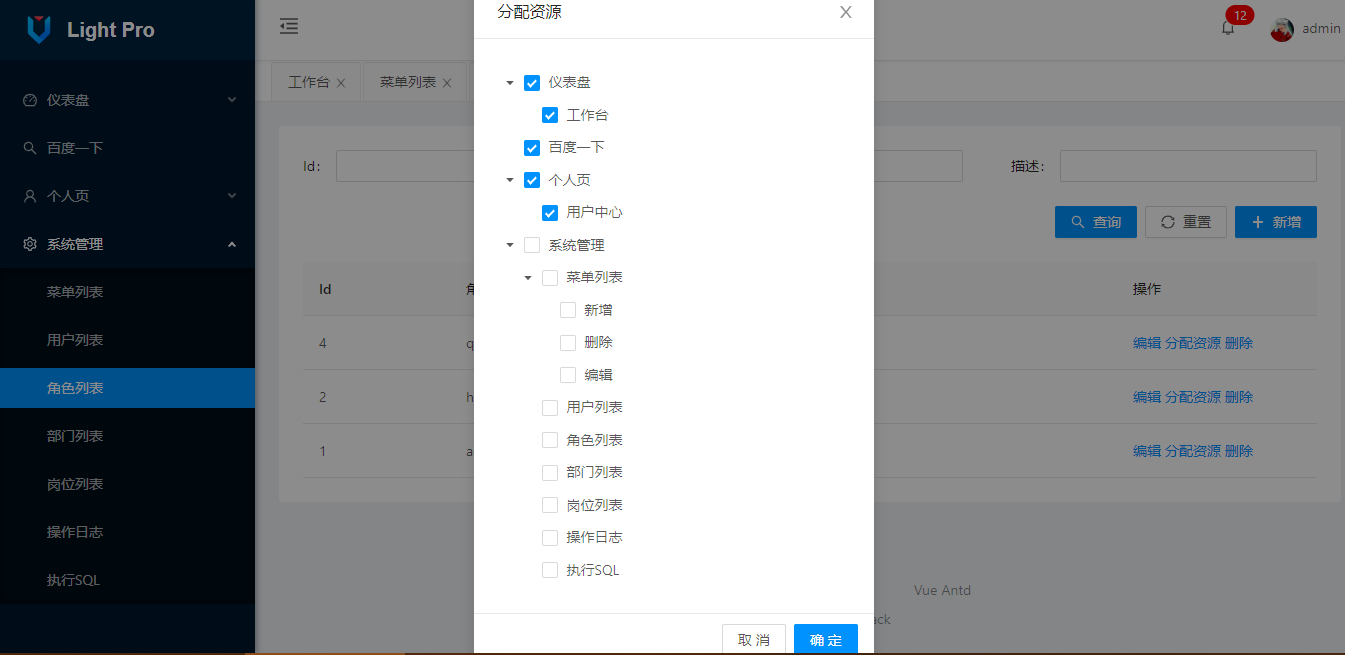 Light Pro
仪表盘
百度一下
个人页
系统管理
菜单列表
用户列表
角色列表
部门列表
岗位列表
操作日志
执行SQL
12
admin
工作台
菜单列表
Id:
描述:
查询
重置
新增
Id
操作
4
编辑 分配资源 删除
2
编辑 分配资源 删除
1
编辑 分配资源 删除
Vue Antd
分配资源
仪表盘
工作台
百度一下
个人页
用户中心
系统管理
菜单列表
新增
删除
编辑
用户列表
角色列表
部门列表
岗位列表
操作日志
执行SQL
取 消
确 定